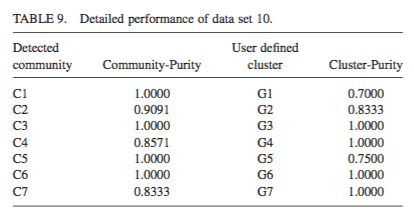 TABLE 9. Detailed performance of data set 10.
Detected User defined
community Community-Purity cluster Cluster-Purity
C1 1.0000 G1 0.7000
C2 0.9091 G2 0.8333
C3 1.0000 G3 1.0000
C4 0.8571 G4 1.0000
C5 1.0000 G5 0.7500
C6 1.0000 G6 1.0000
C7 0.8333 G7 1.0000